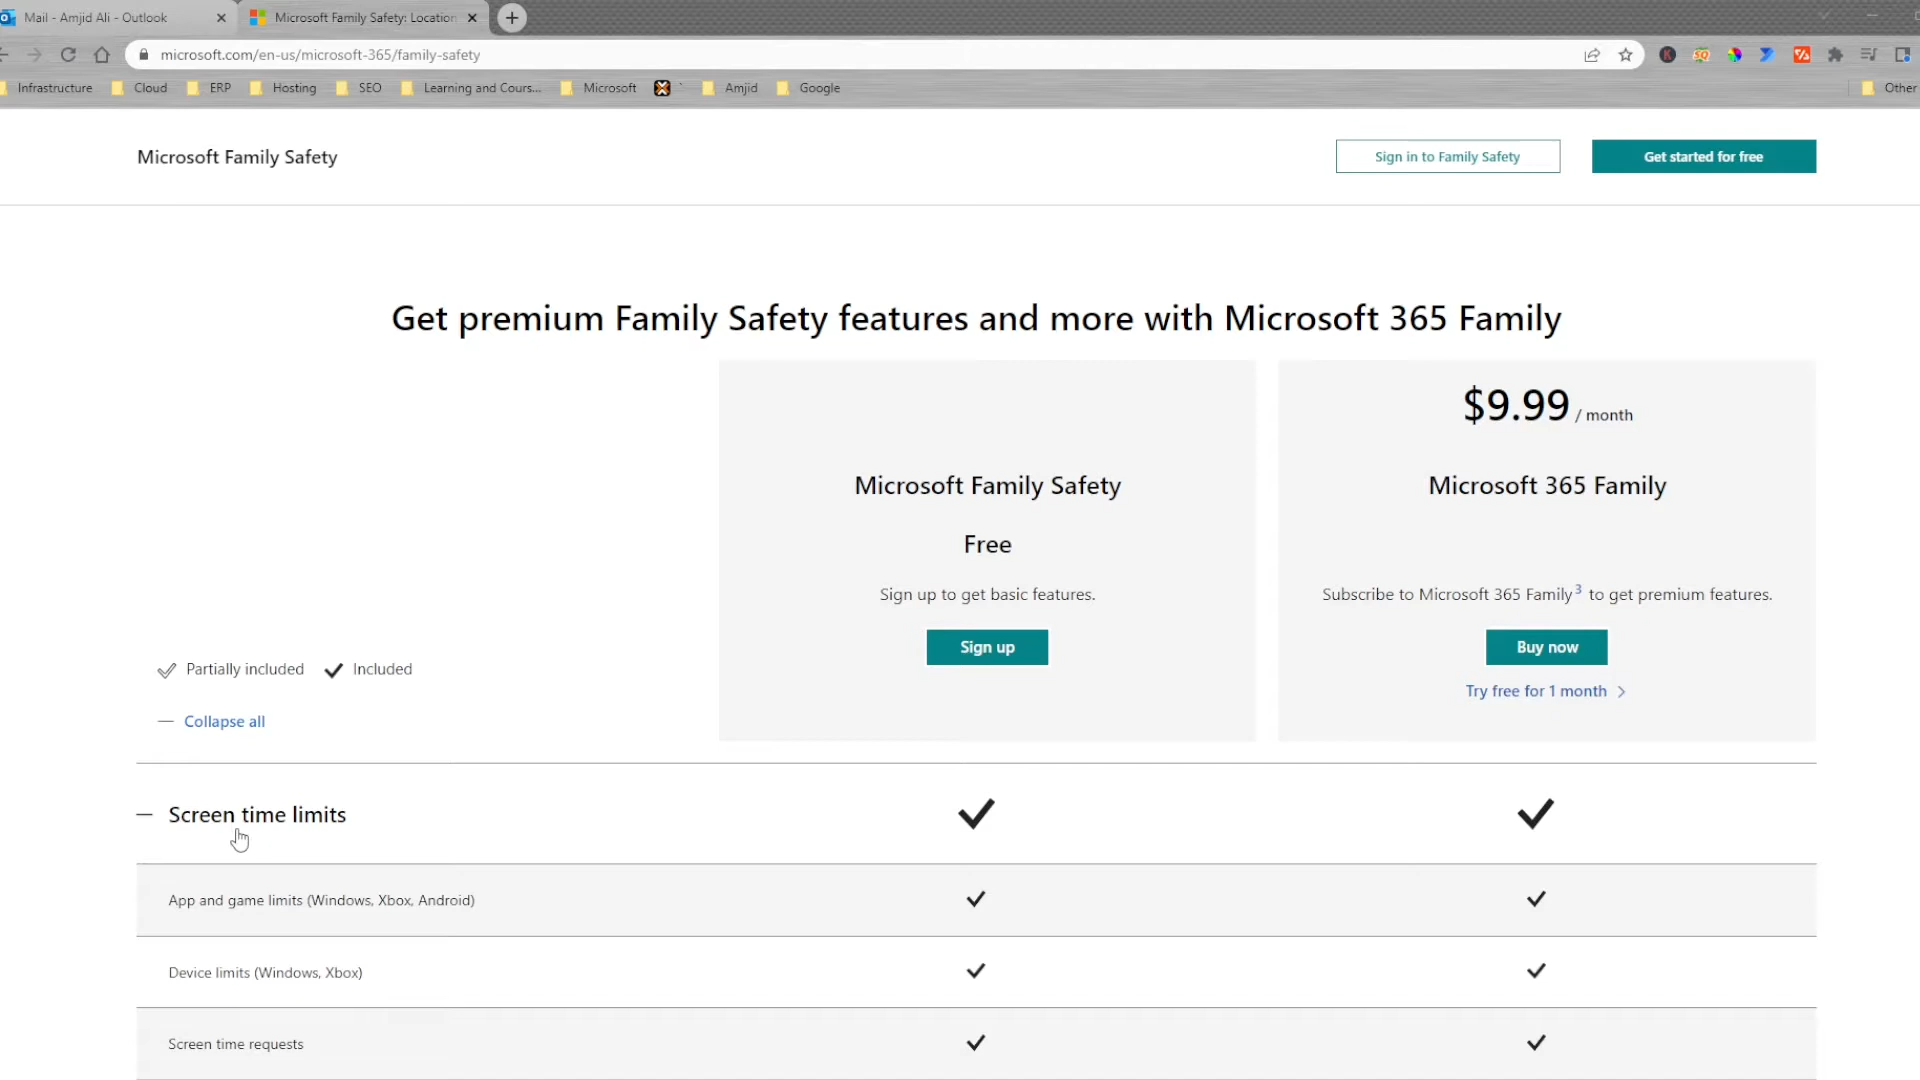 Mail - Amjid Ali - Outlook
Microsoft Family Safety: Location
microsoft.com/en-us/microsoft-365/family-safety
Infrastructure Cloud ERP Hosting SEO Learning and Cours... Microsoft Amjid Google Other
Microsoft Family Safety
Sign in to Family Safety
Get started for free
Get premium Family Safety features and more with Microsoft 365 Family
$9.99 / month
Microsoft Family Safety
Microsoft 365 Family
Free
Sign up to get basic features.
Subscribe to Microsoft 365 Family 3 to get premium features.
Sign up
Buy now
Partially included Included
Try free for 1 month
Collapse all
Screen time limits
App and game limits (Windows, Xbox, Android)
Device limits (Windows, Xbox)
Screen time requests